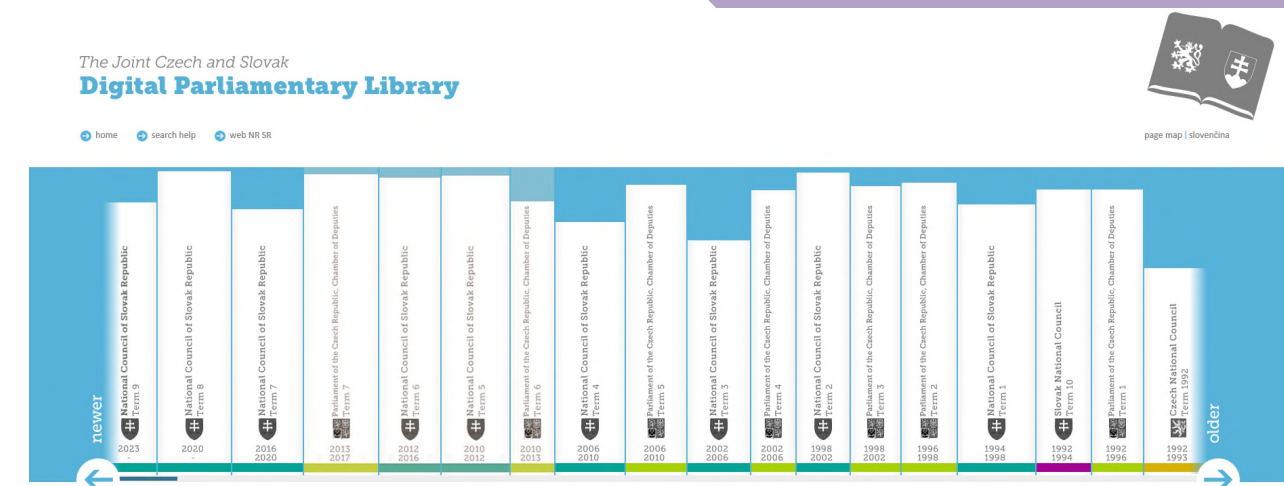 The Joint Czech and Slovak
Digital Parliamentary Library
home
search help
web NR SR
page map | slovenčina
newer
National Council of Slovak Republic
Term 9
2023
-
National Council of Slovak Republic
Term 8
2020
-
National Council of Slovak Republic
Term 7
2016
2020
Parliament of the Czech Republic, Chamber of Deputies
Term 7
2013
2017
National Council of Slovak Republic
Term 6
2012
2016
National Council of Slovak Republic
Term 5
2010
2012
Parliament of the Czech Republic, Chamber of Deputies
Term 6
2010
2013
National Council of Slovak Republic
Term 4
2006
2010
Parliament of the Czech Republic, Chamber of Deputies
Term 5
2006
2010
National Council of Slovak Republic
Term 3
2002
2006
Parliament of the Czech Republic, Chamber of Deputies
Term 4
2002
2006
National Council of Slovak Republic
Term 2
1998
2002
Parliament of the Czech Republic, Chamber of Deputies
Term 3
1998
2002
Parliament of the Czech Republic, Chamber of Deputies
Term 2
1996
1998
National Council of Slovak Republic
Term 1
1994
1998
Slovak National Council
Term 10
1992
1994
Parliament of the Czech Republic, Chamber of Deputies
Term 1
1992
1996
Czech National Council
Term 1992
1992
1993
older